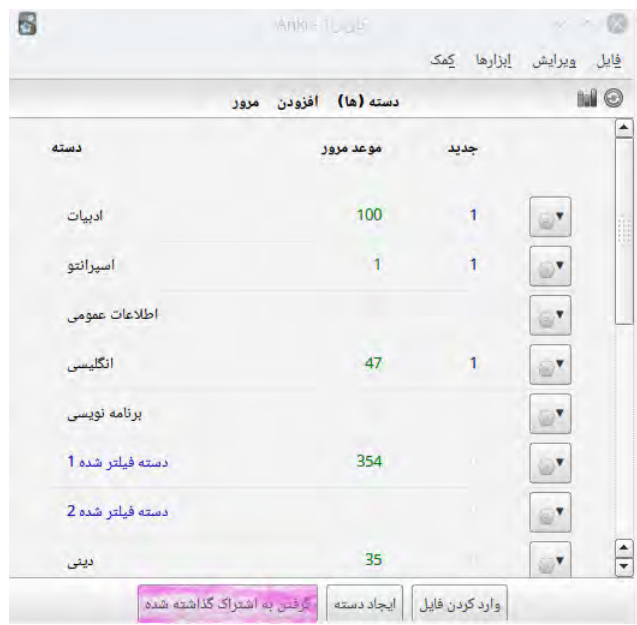 Anki - کاربر 1
فایل ویرایش ابزارها کمک
دسته (ها) افزودن مرور
دسته موعد مرور جدید
ادبیات 100 1
اسپرانتو 1 1
اطلاعات عمومی
انگلیسی 47 1
برنامه نویسی
دسته فیلتر شده 1 354
دسته فیلتر شده 2
دینی 35
گرفتن به اشتراک گذاشته شده ایجاد دسته وارد کردن فایل